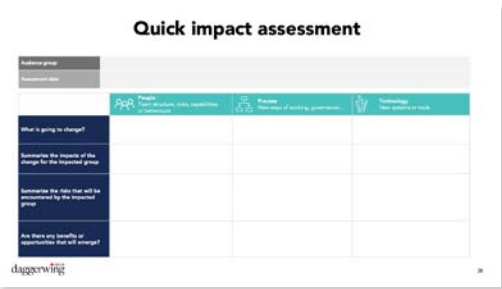 Quick impact assessment
Audience group
Assessment date
People
Team structure, roles, capabilities
or behaviours
Process
New ways of working, governance...
Technology
New systems or tools
What is going to change?
Summarize the impacts of the
change for the impacted group
Summarize the risks that will be
encountered by the impacted
group
Are there any benefits or
opportunities that will emerge?
daggerwing